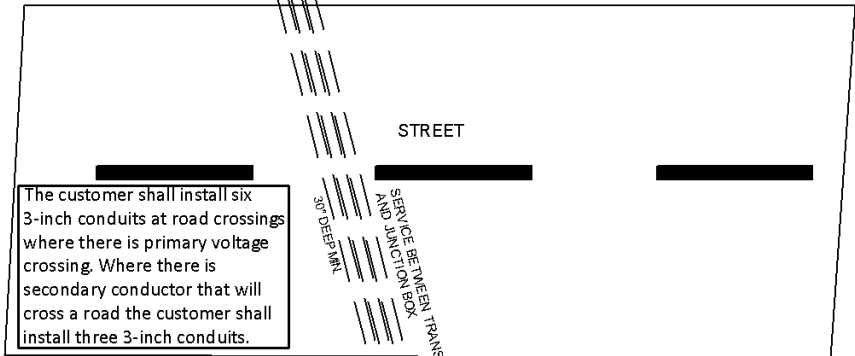 STREET
The customer shall install six
3-inch conduits at road crossings
where there is primary voltage
crossing. Where there is
secondary conductor that will
cross a road the customer shall
install three 3-inch conduits.
30" DEEP MIN.
SERVICE BETWEEN TRANS
AND JUNCTION BOX